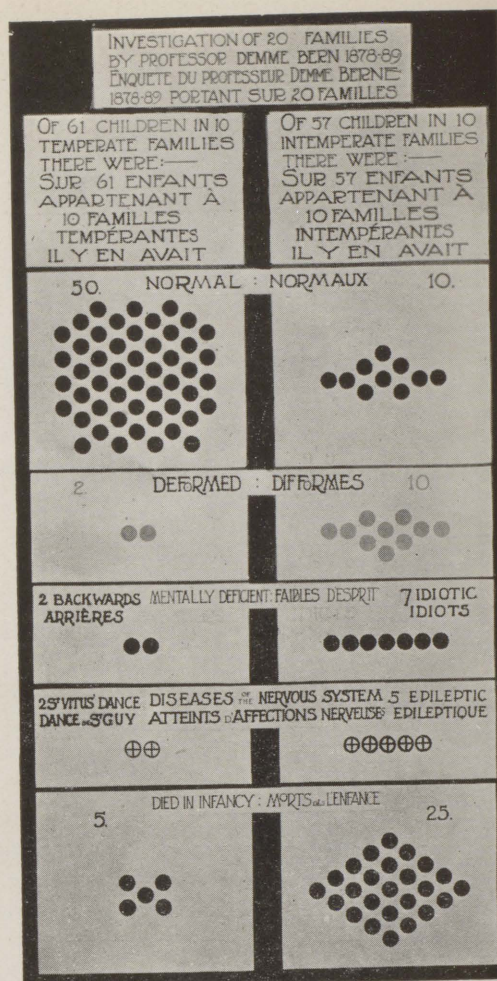 INVESTIGATION OF 20 FAMILIES
BY PROFESSOR DEMME BERN 1878-89
ENQUETE DU PROFESSEUR DEMME BERNE
1878-89 PORTANT SUR 20 FAMILLES
OF 61 CHILDREN IN 10
TEMPERATE FAMILIES
THERE WERE:—
SUR 61 ENFANTS
APPARTENANT À
10 FAMILLES
TEMPÉRANTES
IL Y EN AVAIT
OF 57 CHILDREN IN 10
INTEMPERATE FAMILIES
THERE WERE:—
SUR 57 ENFANTS
APPARTENANT À
10 FAMILLES
INTEMPÉRANTES
IL Y EN AVAIT
50. NORMAL : NORMAUX 10.
2. DEFORMED : DIFFORMES 10.
2 BACKWARDS MENTALLY DEFICIENT: FAIBLES D'ESPRIT 7 IDIOTIC
ARRIÈRES IDIOTS
2 ST VITUS' DANCE DISEASES OF THE NERVOUS SYSTEM 5 EPILEPTIC
DANCE DE ST GUY ATTEINTS D'AFFECTIONS NERVEUSES EPILEPTIQUE
DIED IN INFANCY : MORTS DS L'ENFANCE
5. 25.